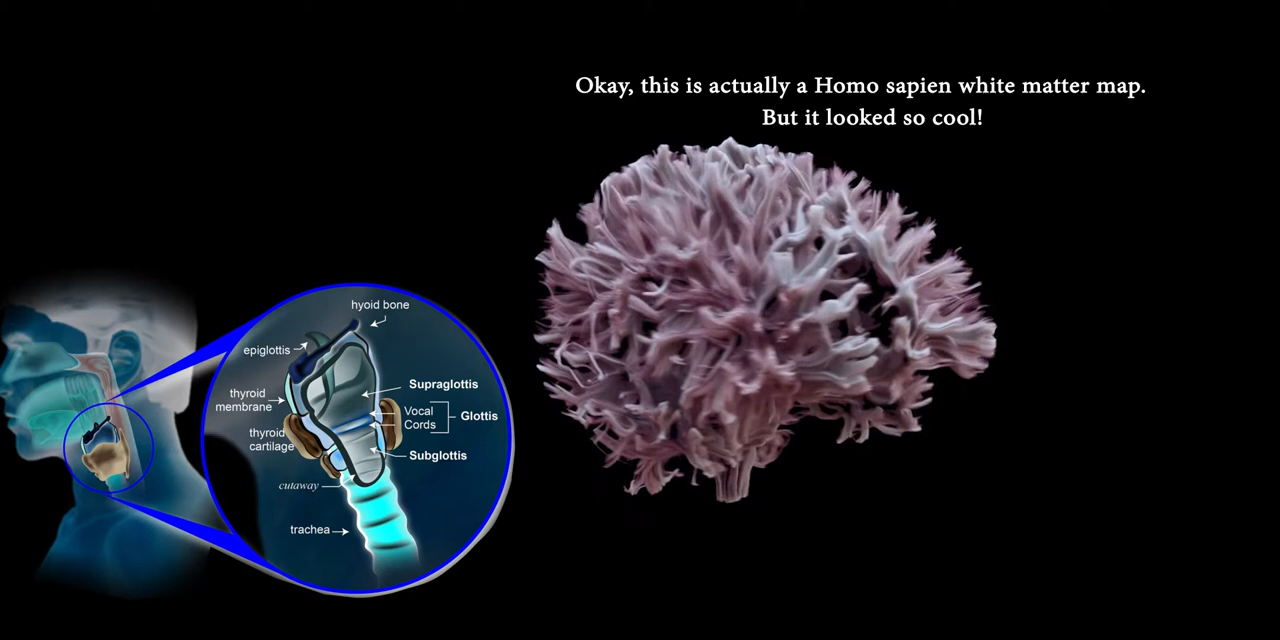 Okay, this is actually a Homo sapien white matter map.
But it looked so cool!
hyoid bone
epiglottis
thyroid
membrane
thyroid
cartilage
Supraglottis
Vocal
Cords
Glottis
Subglottis
cutaway
trachea